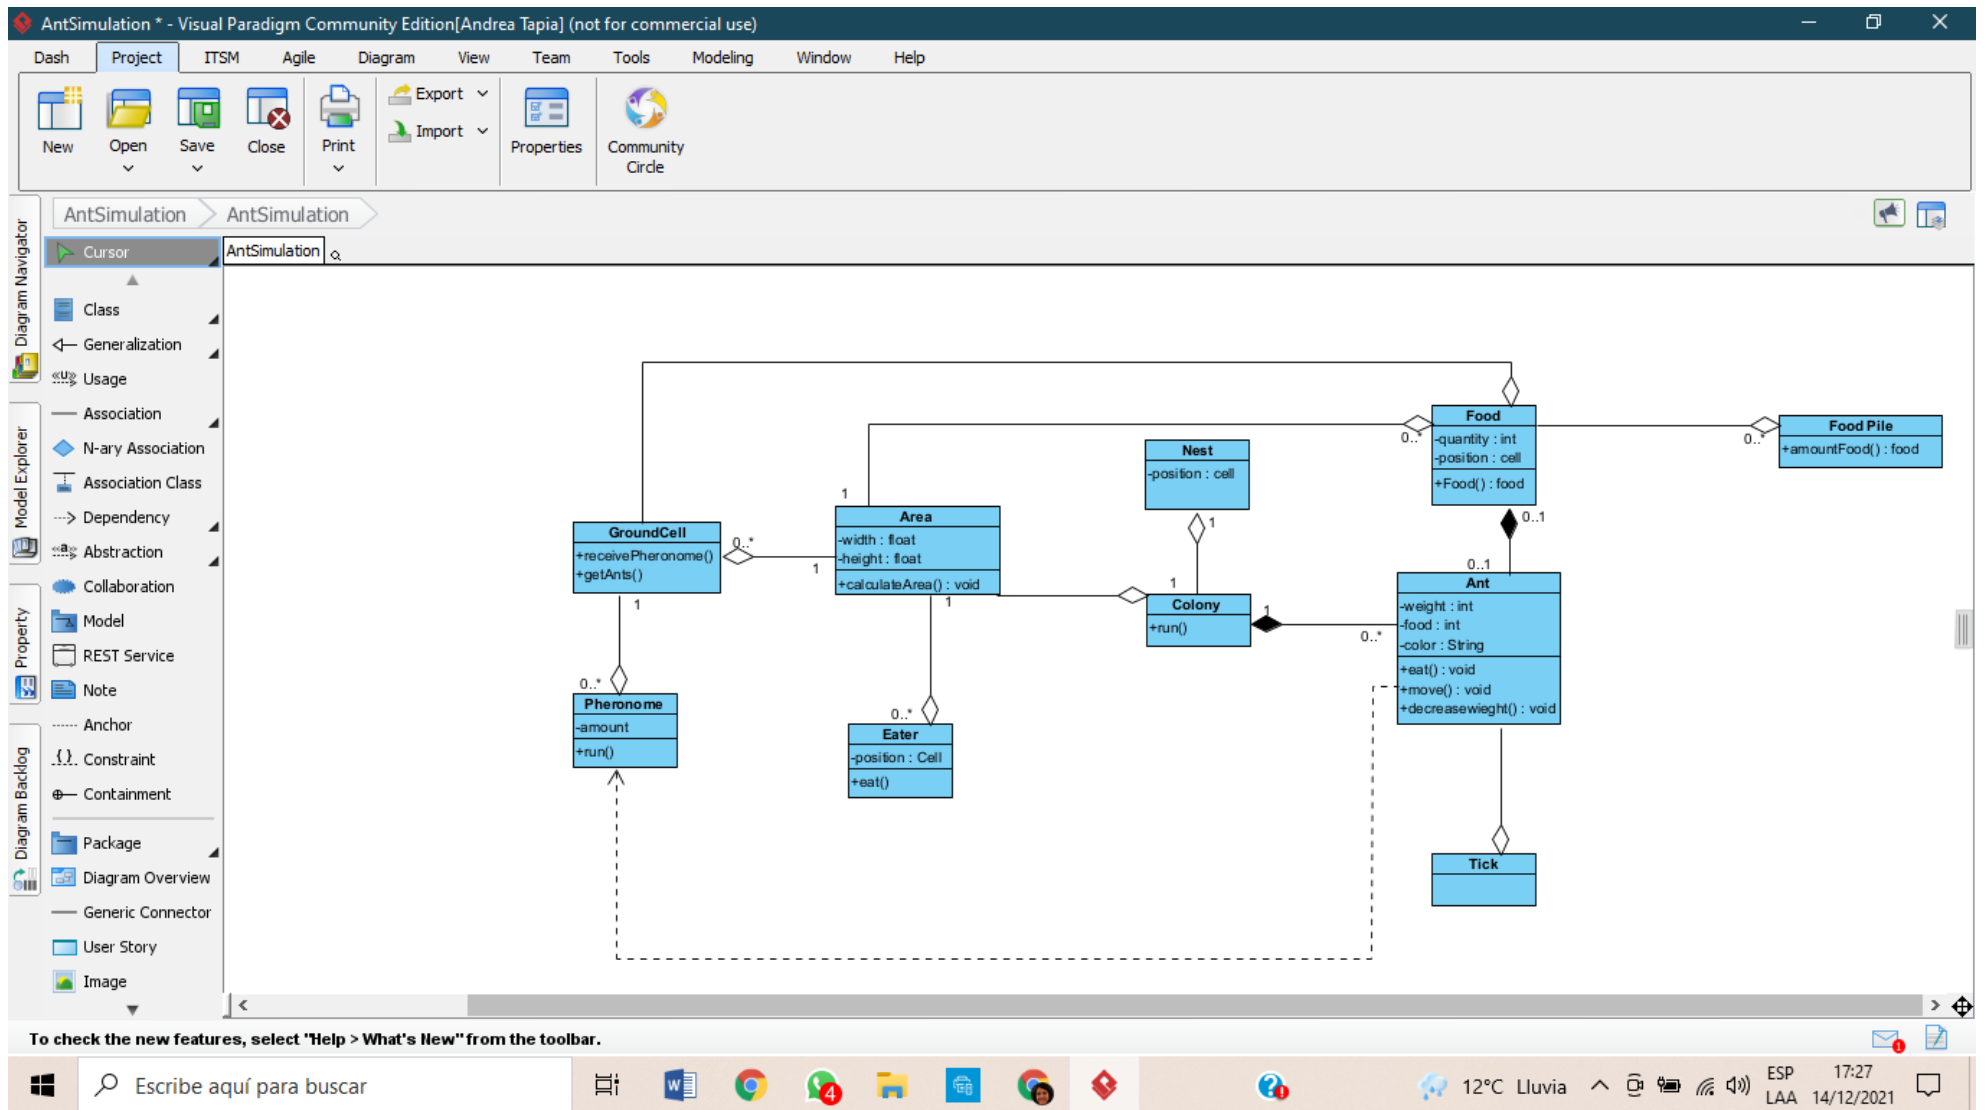 AntSimulation * - Visual Paradigm Community Edition[Andrea Tapia] (not for commercial use)
Dash Project ITSM Agile Diagram View Team Tools Modeling Window Help
New Open Save Close Print Export Import Properties Community Circle
AntSimulation AntSimulation
AntSimulation
Diagram Navigator
Model Explorer
Property
Diagram Backlog
Cursor
Class
Generalization
«U» Usage
Association
N-ary Association
Association Class
Dependency
«a» Abstraction
Collaboration
Model
REST Service
Note
Anchor
{} Constraint
Containment
Package
Diagram Overview
Generic Connector
User Story
Image
Food
-quantity : int
-position : cell
+Food() : food
0..*
0..1
Food Pile
+amountFood() : food
0..*
Nest
-position : cell
1
1
GroundCell
+receivePheronome()
+getAnts()
0..*
1
1
Area
-width : float
-height : float
+calculateArea() : void
1
1
Colony
+run()
1
0..*
0..1
Ant
-weight : int
-food : int
-color : String
+eat() : void
+move() : void
+decreasewieght() : void
0..*
Pheronome
-amount
+run()
0..*
Eater
-position : Cell
+eat()
Tick
To check the new features, select "Help > What's New" from the toolbar.
1
Escribe aquí para buscar
4
12°C Lluvia
ESP
LAA
17:27
14/12/2021